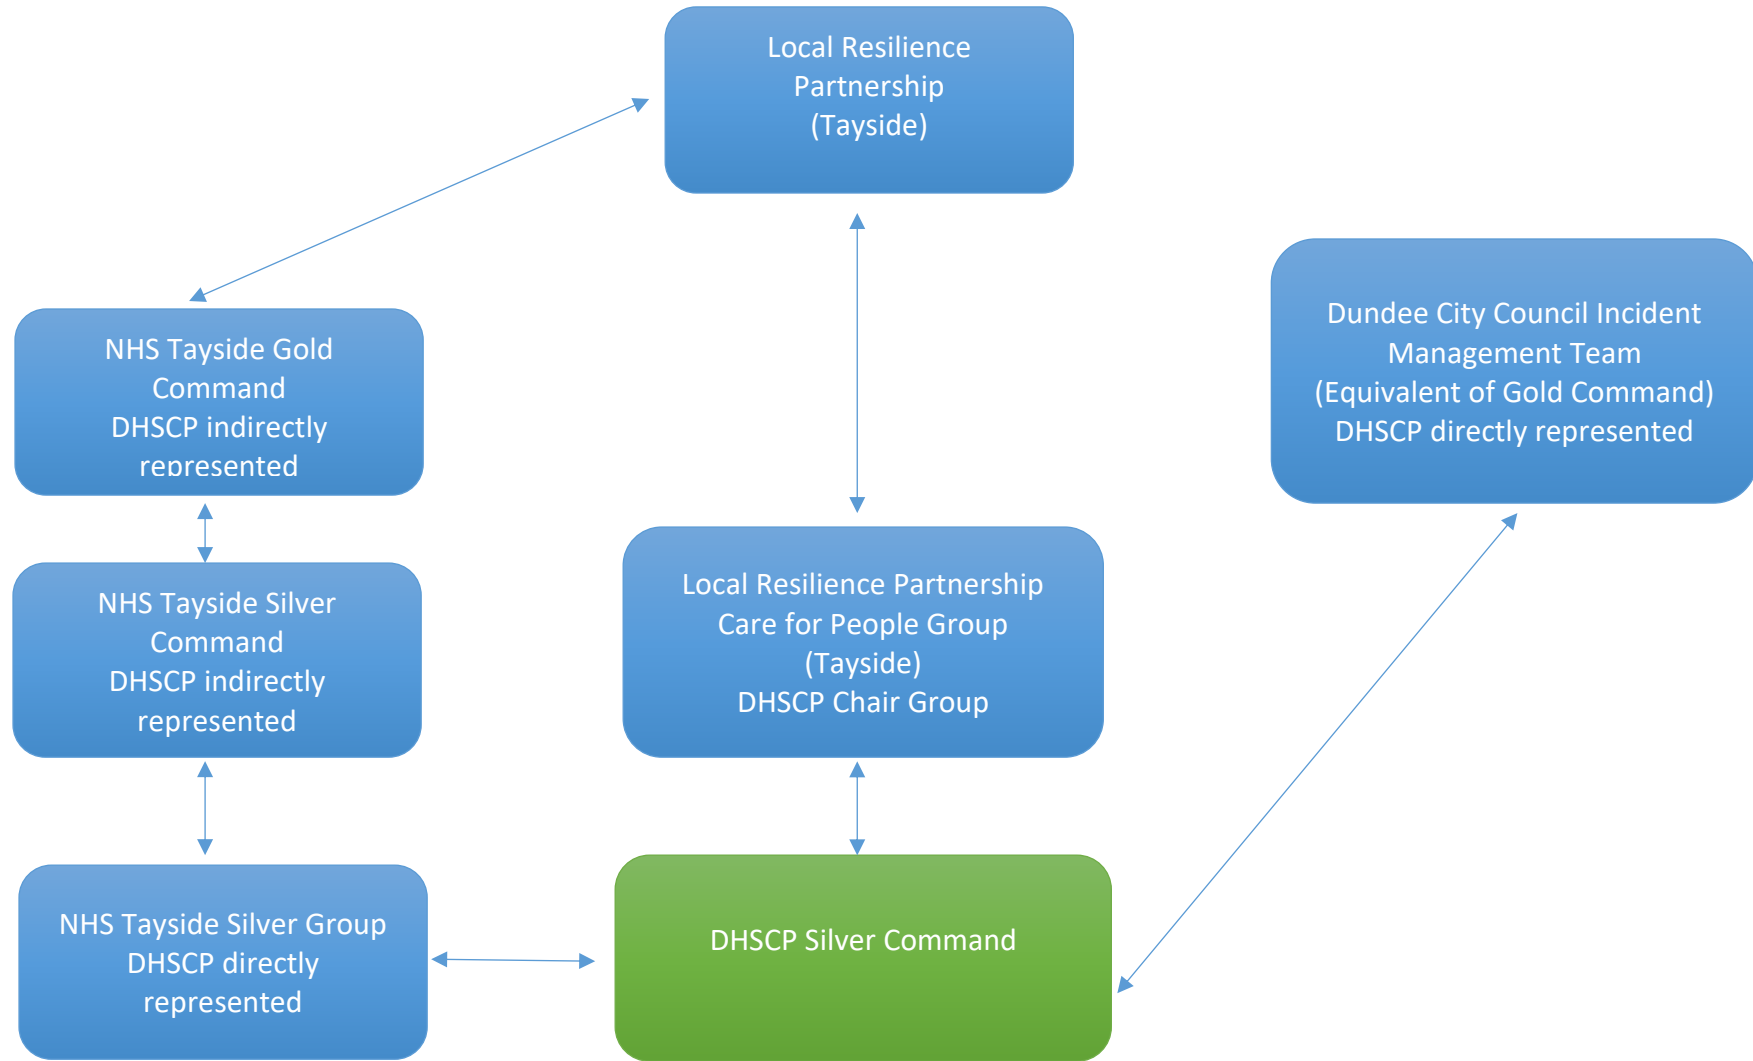 Local Resilience
Partnership
(Tayside)
NHS Tayside Gold
Command
DHSCP indirectly
represented
Dundee City Council Incident
Management Team
(Equivalent of Gold Command)
DHSCP directly represented
NHS Tayside Silver
Command
DHSCP indirectly
represented
Local Resilience Partnership
Care for People Group
(Tayside)
DHSCP Chair Group
NHS Tayside Silver Group
DHSCP directly
represented
DHSCP Silver Command